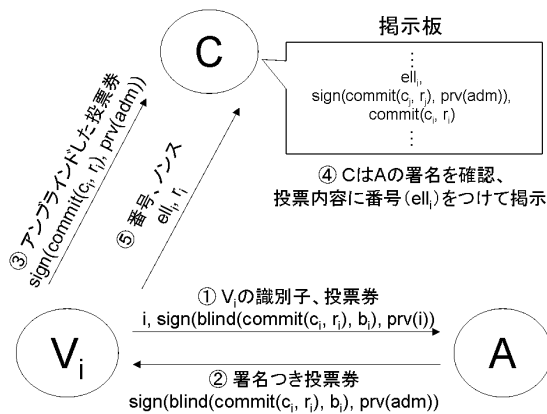 C
掲示板
⋮
ell_i,
sign(commit(c_i, r_i), prv(adm)),
commit(c_i, r_i)
⋮
④ CはAの署名を確認、
投票内容に番号(ell_i)をつけて掲示
③ アンブラインドした投票券
sign(commit(c_i, r_i), prv(adm))
⑤ 番号、ノンス
ell_i, r_i
① V_iの識別子、投票券
i, sign(blind(commit(c_i, r_i), b_i), prv(i))
V_i
A
② 署名つき投票券
sign(blind(commit(c_i, r_i), b_i), prv(adm))